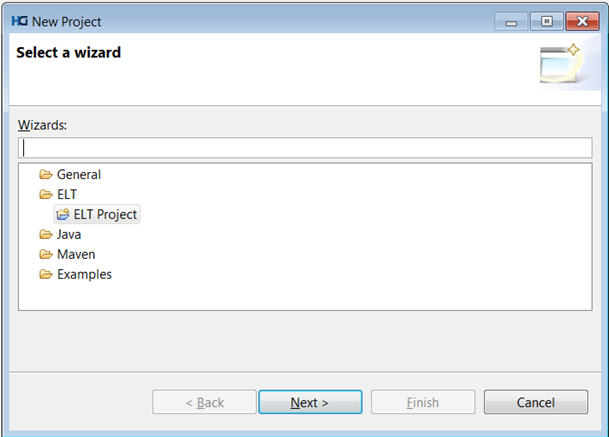 HG New Project
Select a wizard
Wizards:
General
ELT
ELT Project
Java
Maven
Examples
< Back Next > Finish Cancel